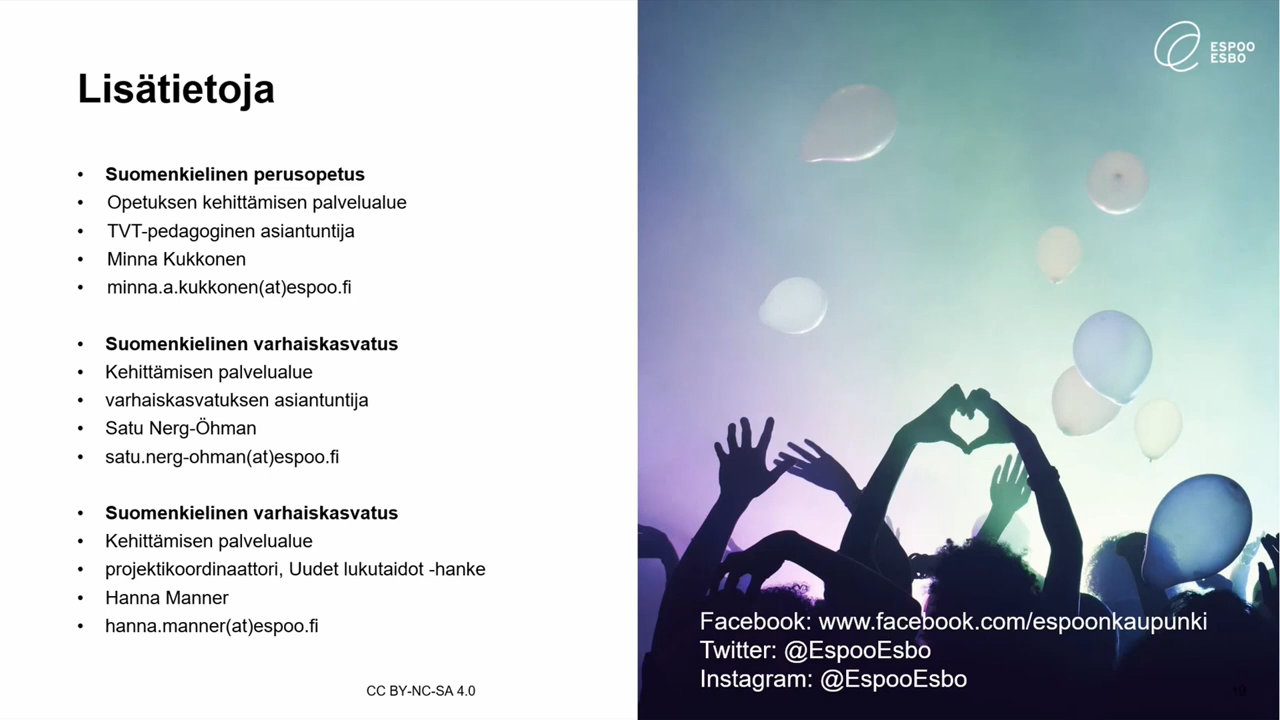 Lisätietoja
• Suomenkielinen perusopetus
• Opetuksen kehittämisen palvelualue
• TVT-pedagoginen asiantuntija
• Minna Kukkonen
• minna.a.kukkonen(at)espoo.fi
• Suomenkielinen varhaiskasvatus
• Kehittämisen palvelualue
• varhaiskasvatuksen asiantuntija
• Satu Nerg-Öhman
• satu.nerg-ohman(at)espoo.fi
• Suomenkielinen varhaiskasvatus
• Kehittämisen palvelualue
• projektikoordinaattori, Uudet lukutaidot -hanke
• Hanna Manner
• hanna.manner(at)espoo.fi
CC BY-NC-SA 4.0
ESPOO
ESBO
Facebook: www.facebook.com/espoonkaupunki
Twitter: @EspooEsbo
Instagram: @EspooEsbo
19